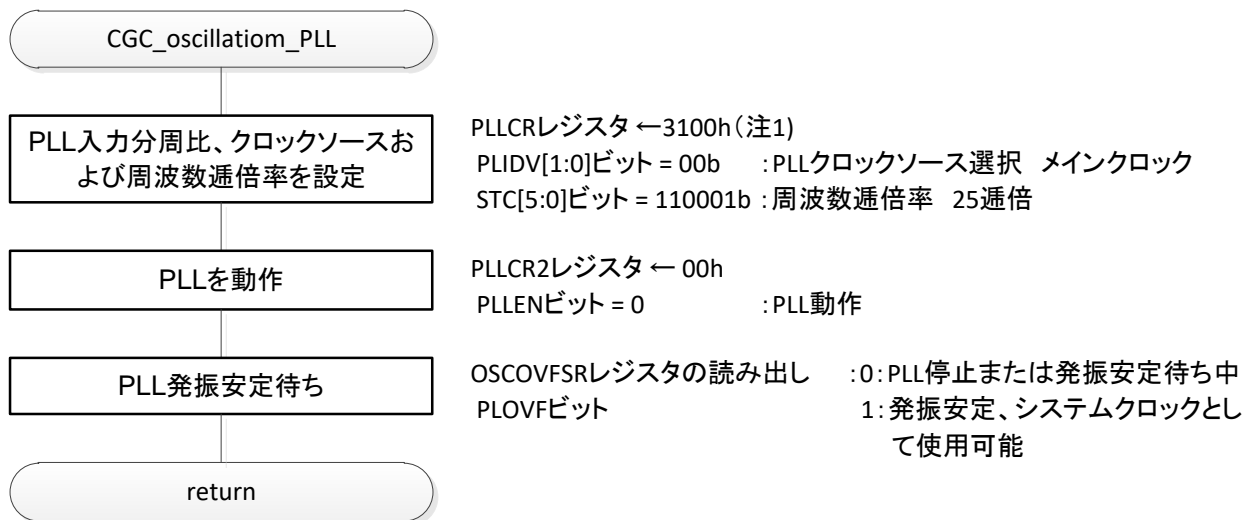 CGC_oscillatiom_PLL
PLL入力分周比、クロックソースお
よび周波数逓倍率を設定
PLLCRレジスタ ←3100h(注1)
PLIDV[1:0]ビット = 00b :PLLクロックソース選択 メインクロック
STC[5:0]ビット = 110001b :周波数逓倍率 25逓倍
PLLを動作
PLLCR2レジスタ ← 00h
PLLENビット = 0 :PLL動作
PLL発振安定待ち
OSCOVFSRレジスタの読み出し :0:PLL停止または発振安定待ち中
PLOVFビット 1:発振安定、システムクロックとし
て使用可能
return